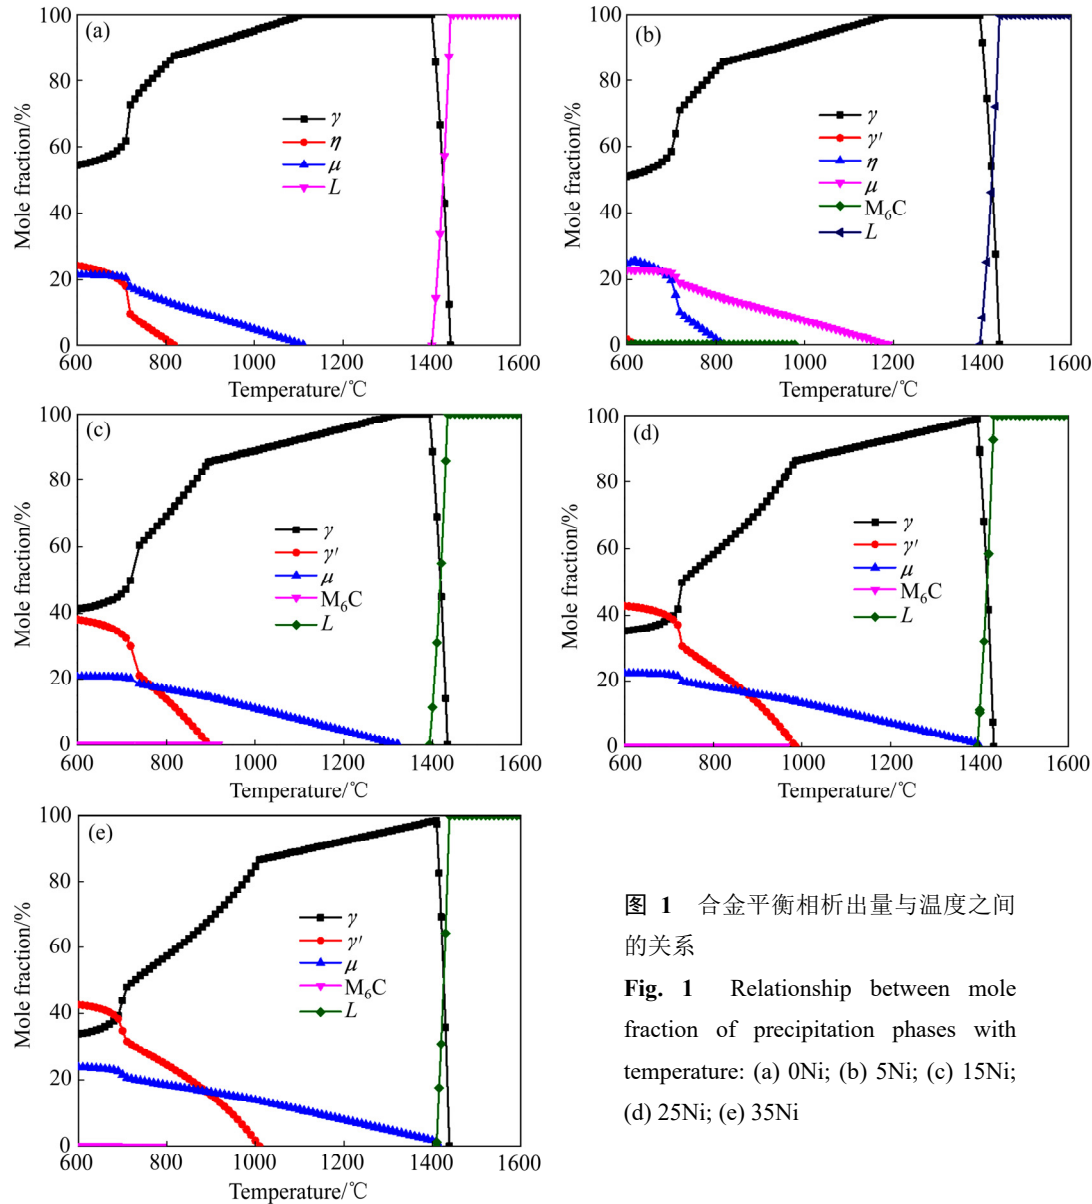 (a)
100
80
60
40
20
0
Mole fraction/%
γ
η
μ
L
600 800 1000 1200 1400 1600
Temperature/℃
(b)
100
80
60
40
20
0
Mole fraction/%
γ
γ′
η
μ
M₆C
L
600 800 1000 1200 1400 1600
Temperature/℃
(c)
100
80
60
40
20
0
Mole fraction/%
γ
γ′
μ
M₆C
L
600 800 1000 1200 1400 1600
Temperature/℃
(d)
100
80
60
40
20
0
Mole fraction/%
γ
γ′
μ
M₆C
L
600 800 1000 1200 1400 1600
Temperature/℃
(e)
100
80
60
40
20
0
Mole fraction/%
γ
γ′
μ
M₆C
L
600 800 1000 1200 1400 1600
Temperature/℃
图 1 合金平衡相析出量与温度之间
的关系
Fig. 1 Relationship between mole
fraction of precipitation phases with
temperature: (a) 0Ni; (b) 5Ni; (c) 15Ni;
(d) 25Ni; (e) 35Ni